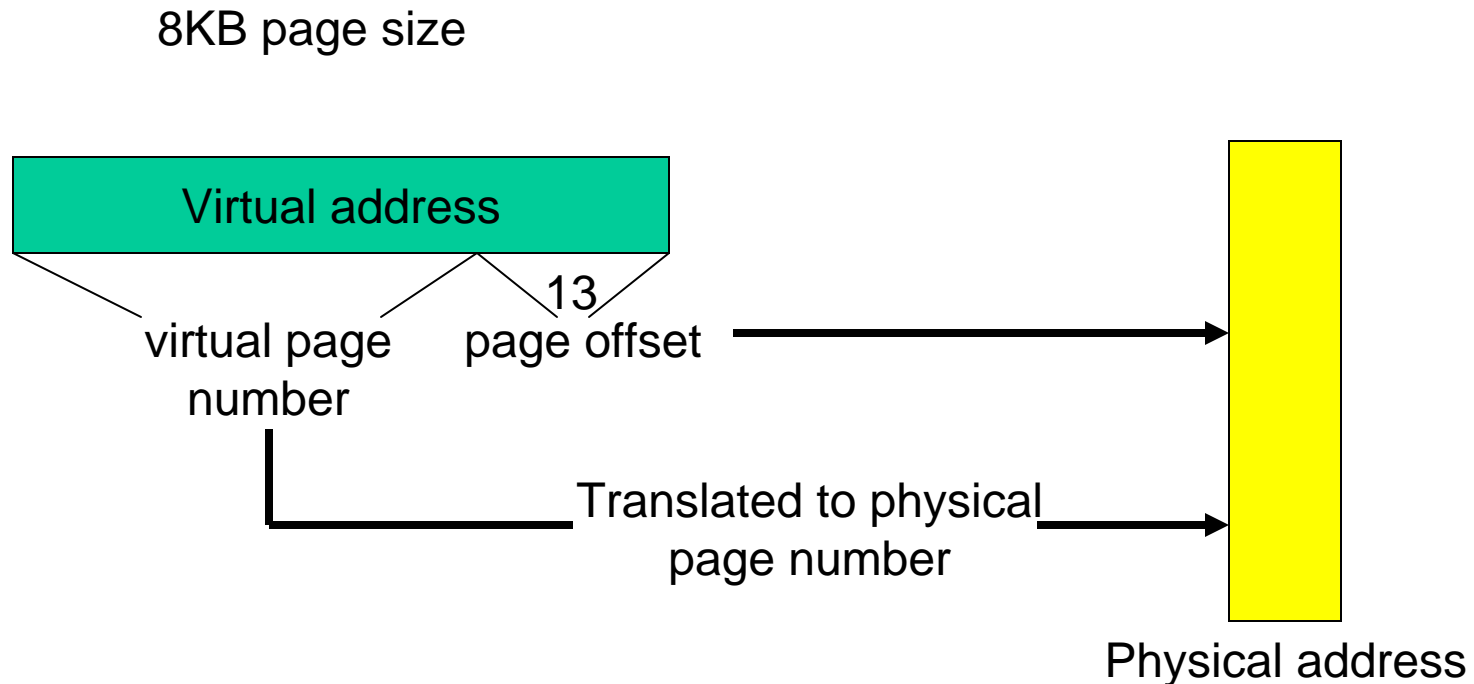 8KB page size
Virtual address
13
virtual page
number
page offset
Translated to physical
page number
Physical address